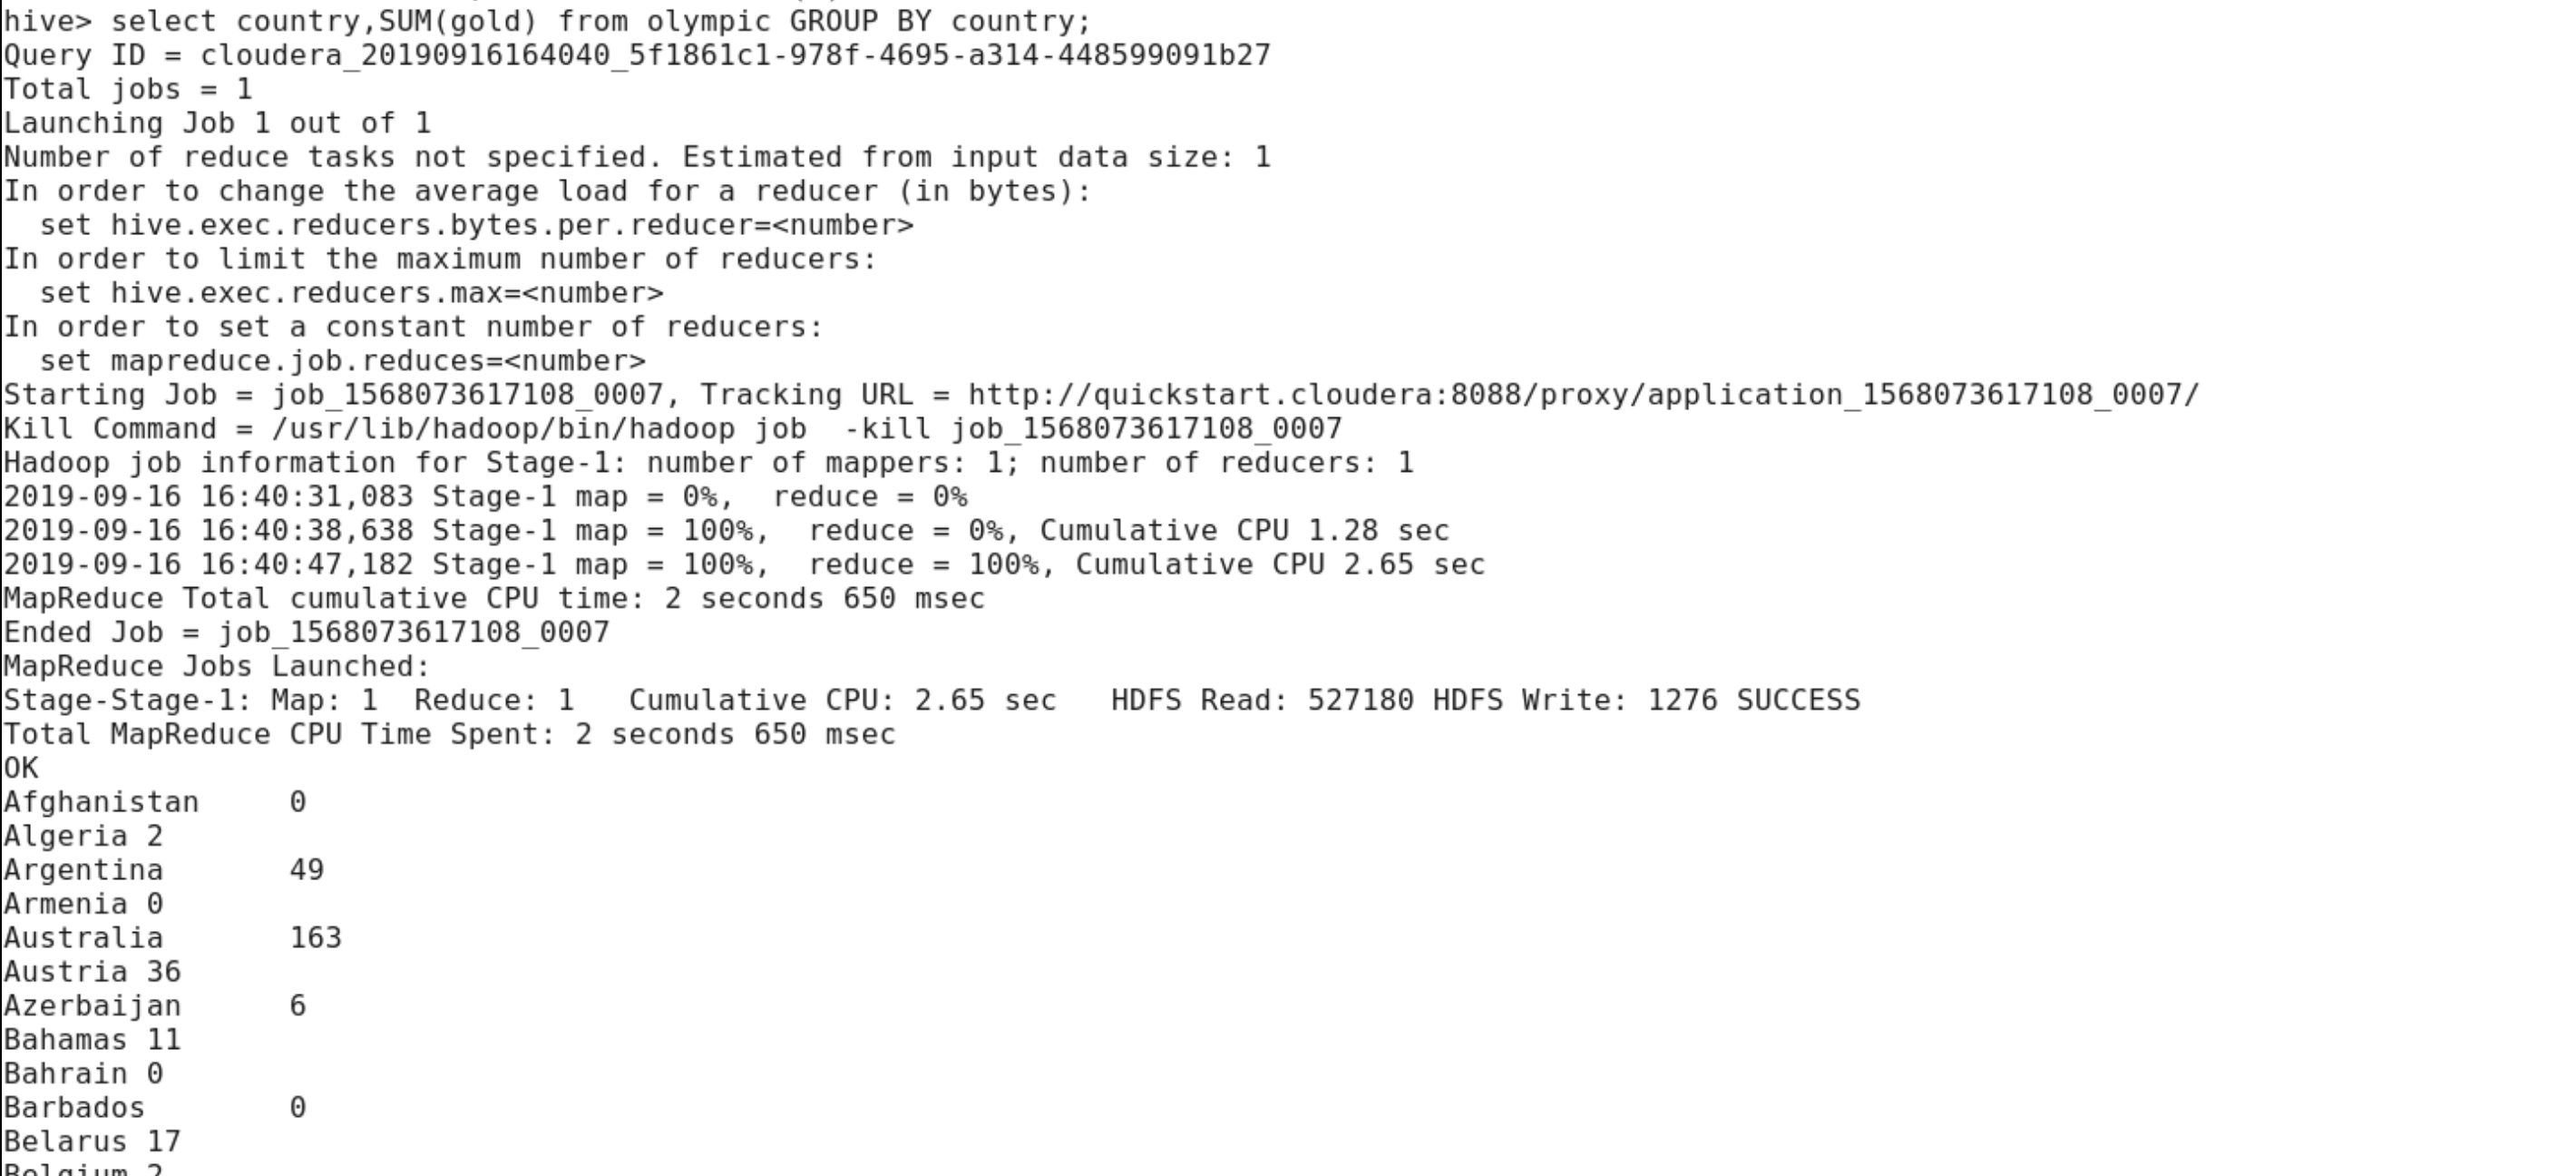 hive> select country,SUM(gold) from olympic GROUP BY country;
Query ID = cloudera_20190916164040_5f1861c1-978f-4695-a314-448599091b27
Total jobs = 1
Launching Job 1 out of 1
Number of reduce tasks not specified. Estimated from input data size: 1
In order to change the average load for a reducer (in bytes):
  set hive.exec.reducers.bytes.per.reducer=<number>
In order to limit the maximum number of reducers:
  set hive.exec.reducers.max=<number>
In order to set a constant number of reducers:
  set mapreduce.job.reduces=<number>
Starting Job = job_1568073617108_0007, Tracking URL = http://quickstart.cloudera:8088/proxy/application_1568073617108_0007/
Kill Command = /usr/lib/hadoop/bin/hadoop job  -kill job_1568073617108_0007
Hadoop job information for Stage-1: number of mappers: 1; number of reducers: 1
2019-09-16 16:40:31,083 Stage-1 map = 0%,  reduce = 0%
2019-09-16 16:40:38,638 Stage-1 map = 100%,  reduce = 0%, Cumulative CPU 1.28 sec
2019-09-16 16:40:47,182 Stage-1 map = 100%,  reduce = 100%, Cumulative CPU 2.65 sec
MapReduce Total cumulative CPU time: 2 seconds 650 msec
Ended Job = job_1568073617108_0007
MapReduce Jobs Launched:
Stage-Stage-1: Map: 1  Reduce: 1   Cumulative CPU: 2.65 sec   HDFS Read: 527180 HDFS Write: 1276 SUCCESS
Total MapReduce CPU Time Spent: 2 seconds 650 msec
OK
Afghanistan     0
Algeria 2
Argentina       49
Armenia 0
Australia       163
Austria 36
Azerbaijan      6
Bahamas 11
Bahrain 0
Barbados        0
Belarus 17
Belgium 2